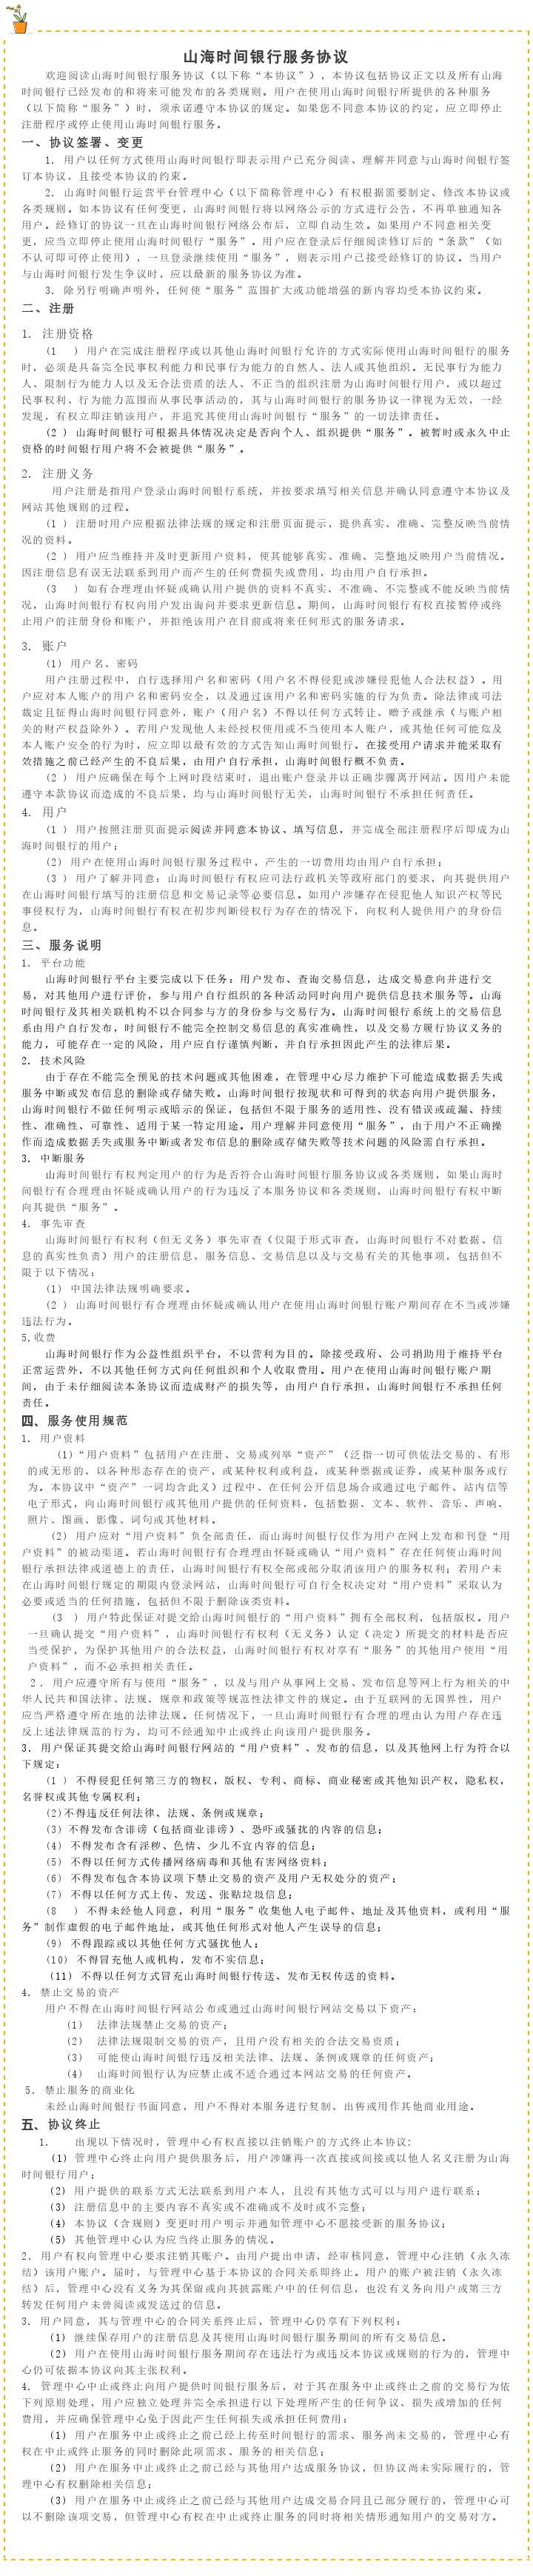 山海时间银行服务协议
欢迎阅读山海时间银行服务协议（以下称“本协议”），本协议包括协议正文以及所有山海
时间银行已经发布的和将来可能发布的各类规则。用户在使用山海时间银行所提供的各种服务
（以下简称“服务”）时，须承诺遵守本协议的规定。如果您不同意本协议的约定，应立即停止
注册程序或停止使用山海时间银行服务。
一、协议签署、变更
1. 用户以任何方式使用山海时间银行即表示用户已充分阅读、理解并同意与山海时间银行签
订本协议，且接受本协议的约束。
2. 山海时间银行运营平台管理中心（以下简称管理中心）有权根据需要制定、修改本协议或
各类规则。如本协议有任何变更，山海时间银行将以网络公示的方式进行公告，不再单独通知各
用户。经修订的协议一旦在山海时间银行网络公布后，立即自动生效。如果用户不同意相关变
更，应当立即停止使用山海时间银行“服务”。用户应在登录后仔细阅读修订后的“条款”（如
不认可即可停止使用），一旦登录继续使用“服务”，则表示用户已接受经修订的协议。当用户
与山海时间银行发生争议时，应以最新的服务协议为准。
3. 除另行明确声明外，任何使“服务”范围扩大或功能增强的新内容均受本协议约束。
二、注册
1. 注册资格
(1 ) 用户在完成注册程序或以其他山海时间银行允许的方式实际使用山海时间银行的服务
时，必须是具备完全民事权利能力和民事行为能力的自然人、法人或其他组织。无民事行为能力
人、限制行为能力人以及无合法资质的法人、不正当的组织注册为山海时间银行用户，或以超过
民事权利、行为能力范围而从事民事活动的，其与山海时间银行的服务协议一律视为无效，一经
发现，有权立即注销该用户，并追究其使用山海时间银行“服务”的一切法律责任。
(2 ) 山海时间银行可根据具体情况决定是否向个人、组织提供“服务”。被暂时或永久中止
资格的时间银行用户将不会被提供“服务”。
2. 注册义务
用户注册是指用户登录山海时间银行系统，并按要求填写相关信息并确认同意遵守本协议及
网站其他规则的过程。
(1 ) 注册时用户应根据法律法规的规定和注册页面提示，提供真实、准确、完整反映当前情
况的资料。
(2 ) 用户应当维持并及时更新用户资料，使其能够真实、准确、完整地反映用户当前情况。
因注册信息有误无法联系到用户而产生的任何费损失或费用，均由用户自行承担。
(3 ) 如有合理理由怀疑或确认用户提供的资料不真实、不准确、不完整或不能反映当前情
况，山海时间银行有权向用户发出询问并要求更新信息。期间，山海时间银行有权直接暂停或终
止用户的注册身份和账户，并拒绝该用户在目前或将来任何形式的服务请求。
3. 账户
(1) 用户名、密码
用户注册过程中，自行选择用户名和密码（用户名不得侵犯或涉嫌侵犯他人合法权益）。用
户应对本人账户的用户名和密码安全，以及通过该用户名和密码实施的行为负责。除法律或司法
裁定且征得山海时间银行同意外，账户（用户名）不得以任何方式转让、赠予或继承（与账户相
关的财产权益除外）。若用户发现他人未经授权使用或不当使用本人账户，或其他任何可能危及
本人账户安全的行为时，应立即以最有效的方式告知山海时间银行。在接受用户请求并能采取有
效措施之前已经产生的不良后果，由用户自行承担，山海时间银行概不负责。
(2 ) 用户应确保在每个上网时段结束时，退出账户登录并以正确步骤离开网站。因用户未能
遵守本款协议而造成的不良后果，均与山海时间银行无关，山海时间银行不承担任何责任。
4. 用户
(1 ) 用户按照注册页面提示阅读并同意本协议、填写信息，并完成全部注册程序后即成为山
海时间银行的用户；
(2) 用户在使用山海时间银行服务过程中，产生的一切费用均由用户自行承担；
(3 ) 用户了解并同意：山海时间银行有权应司法行政机关等政府部门的要求，向其提供用户
在山海时间银行填写的注册信息和交易记录等必要信息。如用户涉嫌存在侵犯他人知识产权等民
事侵权行为，山海时间银行有权在初步判断侵权行为存在的情况下，向权利人提供用户的身份信
息。
三、服务说明
1. 平台功能
山海时间银行平台主要完成以下任务：用户发布、查询交易信息，达成交易意向并进行交
易，对其他用户进行评价，参与用户自行组织的各种活动同时向用户提供信息技术服务等。山海
时间银行及其相关联机构不以合同参与方的身份参与交易行为。山海时间银行系统上的交易信息
系由用户自行发布，时间银行不能完全控制交易信息的真实准确性，以及交易方履行协议义务的
能力，可能存在一定的风险，用户应自行谨慎判断，并自行承担因此产生的法律后果。
2. 技术风险
由于存在不能完全预见的技术问题或其他困难，在管理中心尽力维护下可能造成数据丢失或
服务中断或发布信息的删除或存储失败。山海时间银行按现状和可得到的状态向用户提供服务，
山海时间银行不做任何明示或暗示的保证，包括但不限于服务的适用性、没有错误或疏漏、持续
性、准确性、可靠性、适用于某一特定用途。用户理解并同意使用“服务”，由于用户不正确操
作而造成数据丢失或服务中断或者发布信息的删除或存储失败等技术问题的风险需自行承担。
3. 中断服务
山海时间银行有权判定用户的行为是否符合山海时间银行服务协议或各类规则，如果山海时
间银行有合理理由怀疑或确认用户的行为违反了本服务协议和各类规则，山海时间银行有权中断
向其提供“服务”。
4. 事先审查
山海时间银行有权利（但无义务）事先审查（仅限于形式审查，山海时间银行不对数据、信
息的真实性负责）用户的注册信息、服务信息、交易信息以及与交易有关的其他事项，包括但不
限于以下情况：
(1) 中国法律法规明确要求。
(2 ) 山海时间银行有合理理由怀疑或确认用户在使用山海时间银行账户期间存在不当或涉嫌
违法行为。
5.收费
山海时间银行作为公益性组织平台，不以营利为目的。除接受政府、公司捐助用于维持平台
正常运营外，不以其他任何方式向任何组织和个人收取费用。用户在使用山海时间银行账户期
间，由于未仔细阅读本条协议而造成财产的损失等，由用户自行承担，山海时间银行不承担任何
责任。
四、服务使用规范
1. 用户资料
(1)“用户资料”包括用户在注册、交易或列举“资产”（泛指一切可供依法交易的、有形
的或无形的、以各种形态存在的资产，或某种权利或利益，或某种票据或证券，或某种服务或行
为。本协议中“资产”一词均含此义）过程中、在任何公开信息场合或通过电子邮件、站内信等
电子形式，向山海时间银行或其他用户提供的任何资料，包括数据、文本、软件、音乐、声响、
照片、图画、影像、词句或其他材料。
(2) 用户应对“用户资料”负全部责任，而山海时间银行仅作为用户在网上发布和刊登“用
户资料”的被动渠道。若山海时间银行有合理理由怀疑或确认“用户资料”存在任何使山海时间
银行承担法律或道德上的责任，山海时间银行有权全部或部分取消该用户的服务权利；若用户未
在山海时间银行规定的期限内登录网站，山海时间银行可自行全权决定对“用户资料”采取认为
必要或适当的任何措施，包括但不限于删除该类资料。
(3 ) 用户特此保证对提交给山海时间银行的“用户资料”拥有全部权利，包括版权。用户
一旦确认提交“用户资料”，山海时间银行有权利（无义务）认定（决定）所提交的材料是否应
当受保护，为保护其他用户的合法权益，山海时间银行有权对享有“服务”的其他用户使用“用
户资料”，而不必承担相关责任。
2．用户应遵守所有与使用“服务”，以及与用户从事网上交易、发布信息等网上行为相关的中
华人民共和国法律、法规、规章和政策等规范性法律文件的规定。由于互联网的无国界性，用户
应当严格遵守所在地的法律法规。任何情况下，一旦山海时间银行有合理的理由认为用户存在违
反上述法律规范的行为，均可不经通知中止或终止向该用户提供服务。
3. 用户保证其提交给山海时间银行网站的“用户资料”、发布的信息，以及其他网上行为符合以
下规定：
(1 ) 不得侵犯任何第三方的物权，版权、专利、商标、商业秘密或其他知识产权，隐私权，
名誉权或其他专属权利；
(2)不得违反任何法律、法规、条例或规章；
(3) 不得发布含诽谤（包括商业诽谤）、恐吓或骚扰的内容的信息；
(4) 不得发布含有淫秽、色情、少儿不宜内容的信息；
(5) 不得以任何方式传播网络病毒和其他有害网络资料；
(6) 不得发布包含本协议项下禁止交易的资产及用户无权处分的资产；
(7) 不得以任何方式上传、发送、张贴垃圾信息；
(8 ) 不得未经他人同意，利用“服务”收集他人电子邮件、地址及其他资料，或利用“服
务”制作虚假的电子邮件地址，或其他任何形式对他人产生误导的信息；
(9) 不得跟踪或以其他任何方式骚扰他人；
(10) 不得冒充他人或机构，发布不实信息；
(11) 不得以任何方式冒充山海时间银行传送、发布无权传送的资料。
4. 禁止交易的资产
用户不得在山海时间银行网站公布或通过山海时间银行网站交易以下资产：
(1) 法律法规禁止交易的资产；
(2) 法律法规限制交易的资产，且用户没有相关的合法交易资质；
(3) 可能使山海时间银行违反相关法律、法规、条例或规章的任何资产；
(4) 山海时间银行认为应禁止或不适合通过本网站交易的任何资产。
5. 禁止服务的商业化
未经山海时间银行书面同意，用户不得对本服务进行复制、出售或用作其他商业用途。
五、协议终止
1. 出现以下情况时，管理中心有权直接以注销账户的方式终止本协议：
(1) 管理中心终止向用户提供服务后，用户涉嫌再一次直接或间接或以他人名义注册为山海
时间银行用户；
(2) 用户提供的联系方式无法联系到用户本人，且没有其他方式可以与用户进行联系；
(3) 注册信息中的主要内容不真实或不准确或不及时或不完整；
(4) 本协议（含规则）变更时用户明示并通知管理中心不愿接受新的服务协议；
(5) 其他管理中心认为应当终止服务的情况。
2. 用户有权向管理中心要求注销其账户。由用户提出申请，经审核同意，管理中心注销（永久冻
结）该用户账户。届时，与管理中心基于本协议的合同关系即终止。用户的账户被注销（永久冻
结）后，管理中心没有义务为其保留或向其披露账户中的任何信息，也没有义务向用户或第三方
转发任何用户未曾阅读或发送过的信息。
3. 用户同意，其与管理中心的合同关系终止后，管理中心仍享有下列权利：
(1) 继续保存用户的注册信息及其使用山海时间银行服务期间的所有交易信息。
(2) 用户在使用山海时间银行服务期间存在违法行为或违反本协议或规则的行为的，管理中
心仍可依据本协议向其主张权利。
4. 管理中心中止或终止向用户提供时间银行服务后，对于其在服务中止或终止之前的交易行为依
下列原则处理，用户应独立处理并完全承担进行以下处理所产生的任何争议、损失或增加的任何
费用，并应确保管理中心免于因此产生任何损失或承担任何费用：
(1) 用户在服务中止或终止之前已经上传至时间银行的需求、服务尚未交易的，管理中心有
权在中止或终止服务的同时删除此项需求、服务的相关信息；
(2) 用户在服务中止或终止之前已经与其他用户达成服务协议，但协议尚未实际履行的，管
理中心有权删除相关信息；
(3) 用户在服务中止或终止之前已经与其他用户达成交易合同且已部分履行的，管理中心可
以不删除该项交易，但管理中心有权在中止或终止服务的同时将相关情形通知用户的交易对方。